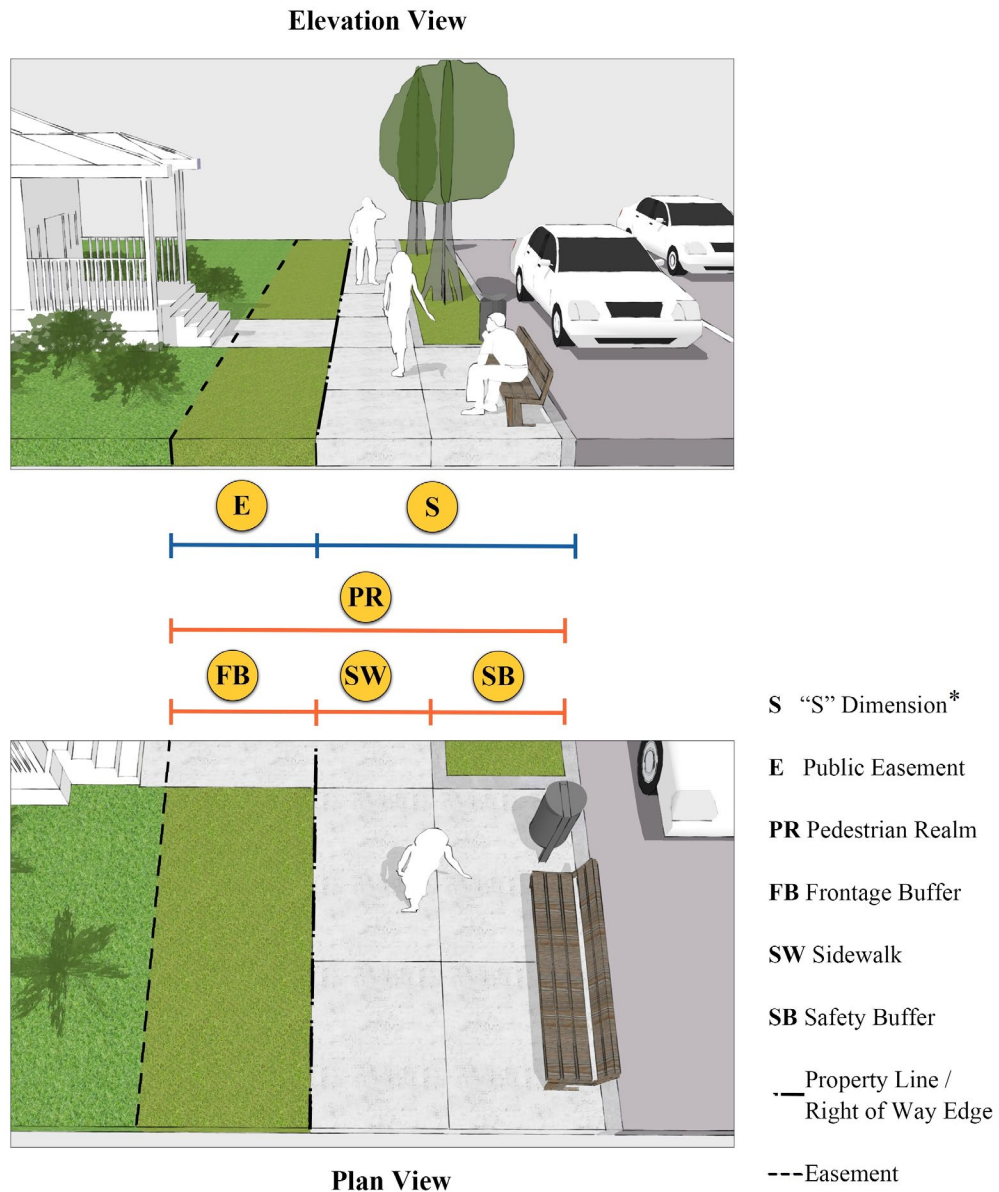 Elevation View
E
S
PR
FB
SW
SB
S “S” Dimension*
E Public Easement
PR Pedestrian Realm
FB Frontage Buffer
SW Sidewalk
SB Safety Buffer
Property Line /
Right of Way Edge
Easement
Plan View